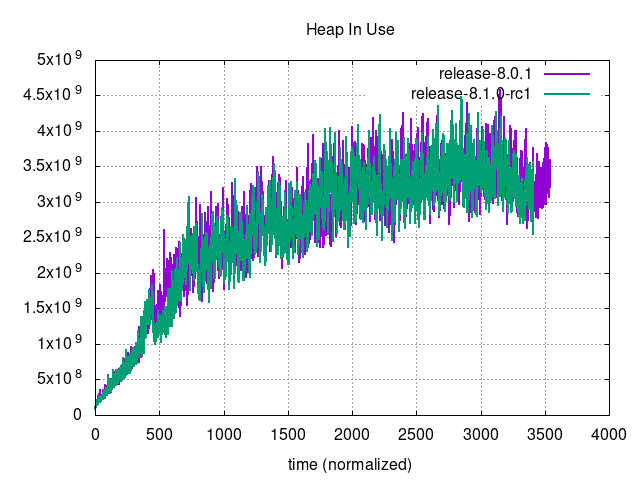 Heap In Use
5x10^9
4.5x10^9
4x10^9
3.5x10^9
3x10^9
2.5x10^9
2x10^9
1.5x10^9
1x10^9
5x10^8
0
release-8.0.1
release-8.1.0-rc1
0 500 1000 1500 2000 2500 3000 3500 4000
time (normalized)